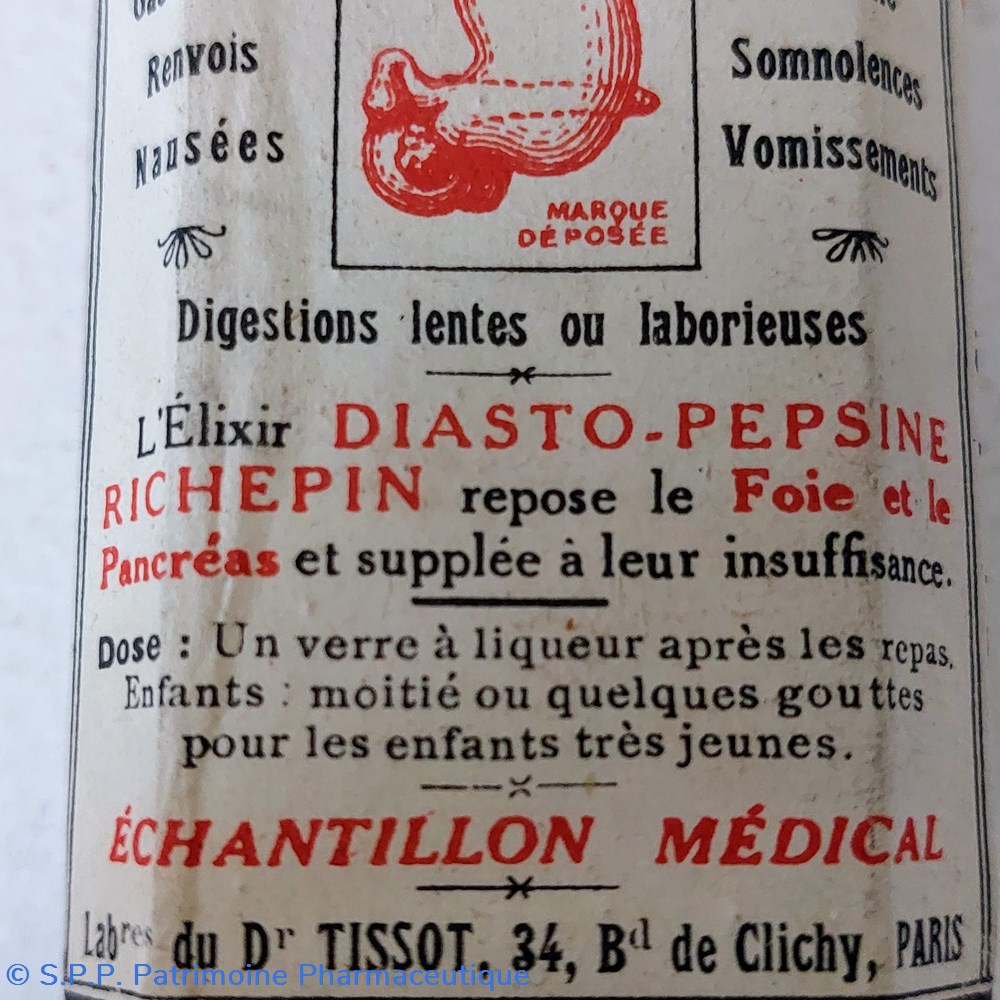 Renvois
Nausées
Somnolences
Vomissements
MARQUE
DÉPOSÉE
Digestions lentes ou laborieuses
L'Élixir DIASTO-PEPSINE
RICHEPIN repose le Foie et le
Pancréas et supplée à leur insuffisance.
Dose : Un verre à liqueur après les repas.
Enfants : moitié ou quelques gouttes
pour les enfants très jeunes.
ÉCHANTILLON MÉDICAL
Labres du Dr TISSOT, 34, Bd de Clichy, PARIS
© S.P.P. Patrimoine Pharmaceutique